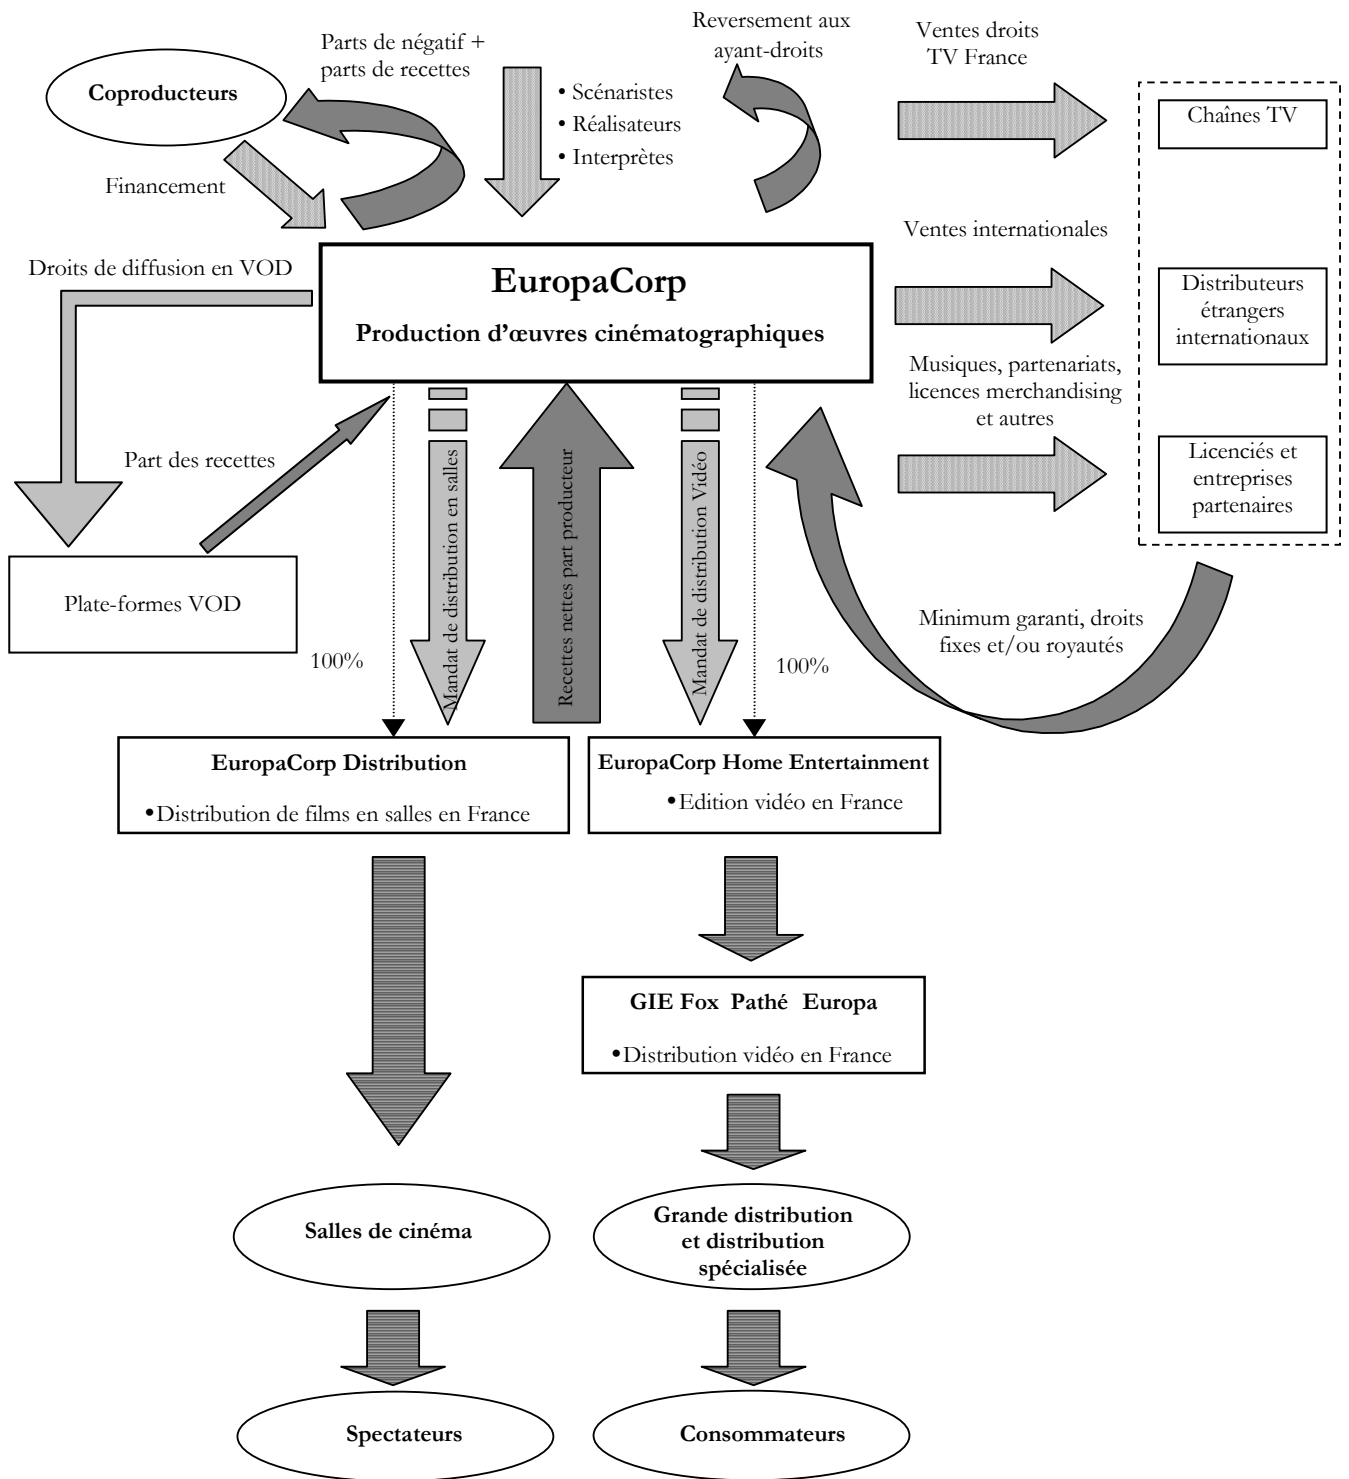 Reversement aux
ayant-droits
Ventes droits
TV France
Parts de négatif +
parts de recettes
Coproducteurs
• Scénaristes
• Réalisateurs
• Interprètes
Chaînes TV
Financement
Ventes internationales
Droits de diffusion en VOD
EuropaCorp
Production d'œuvres cinématographiques
Distributeurs
étrangers
internationaux
Musiques, partenariats,
licences merchandising
et autres
Part des recettes
Licenciés et
entreprises
partenaires
Mandat de distribution en salles
Recettes nettes part producteur
Mandat de distribution Vidéo
Plate-formes VOD
Minimum garanti, droits
fixes et/ou royautés
100%
100%
EuropaCorp Distribution
•Distribution de films en salles en France
EuropaCorp Home Entertainment
•Edition vidéo en France
GIE Fox Pathé Europa
•Distribution vidéo en France
Salles de cinéma
Grande distribution
et distribution
spécialisée
Spectateurs
Consommateurs